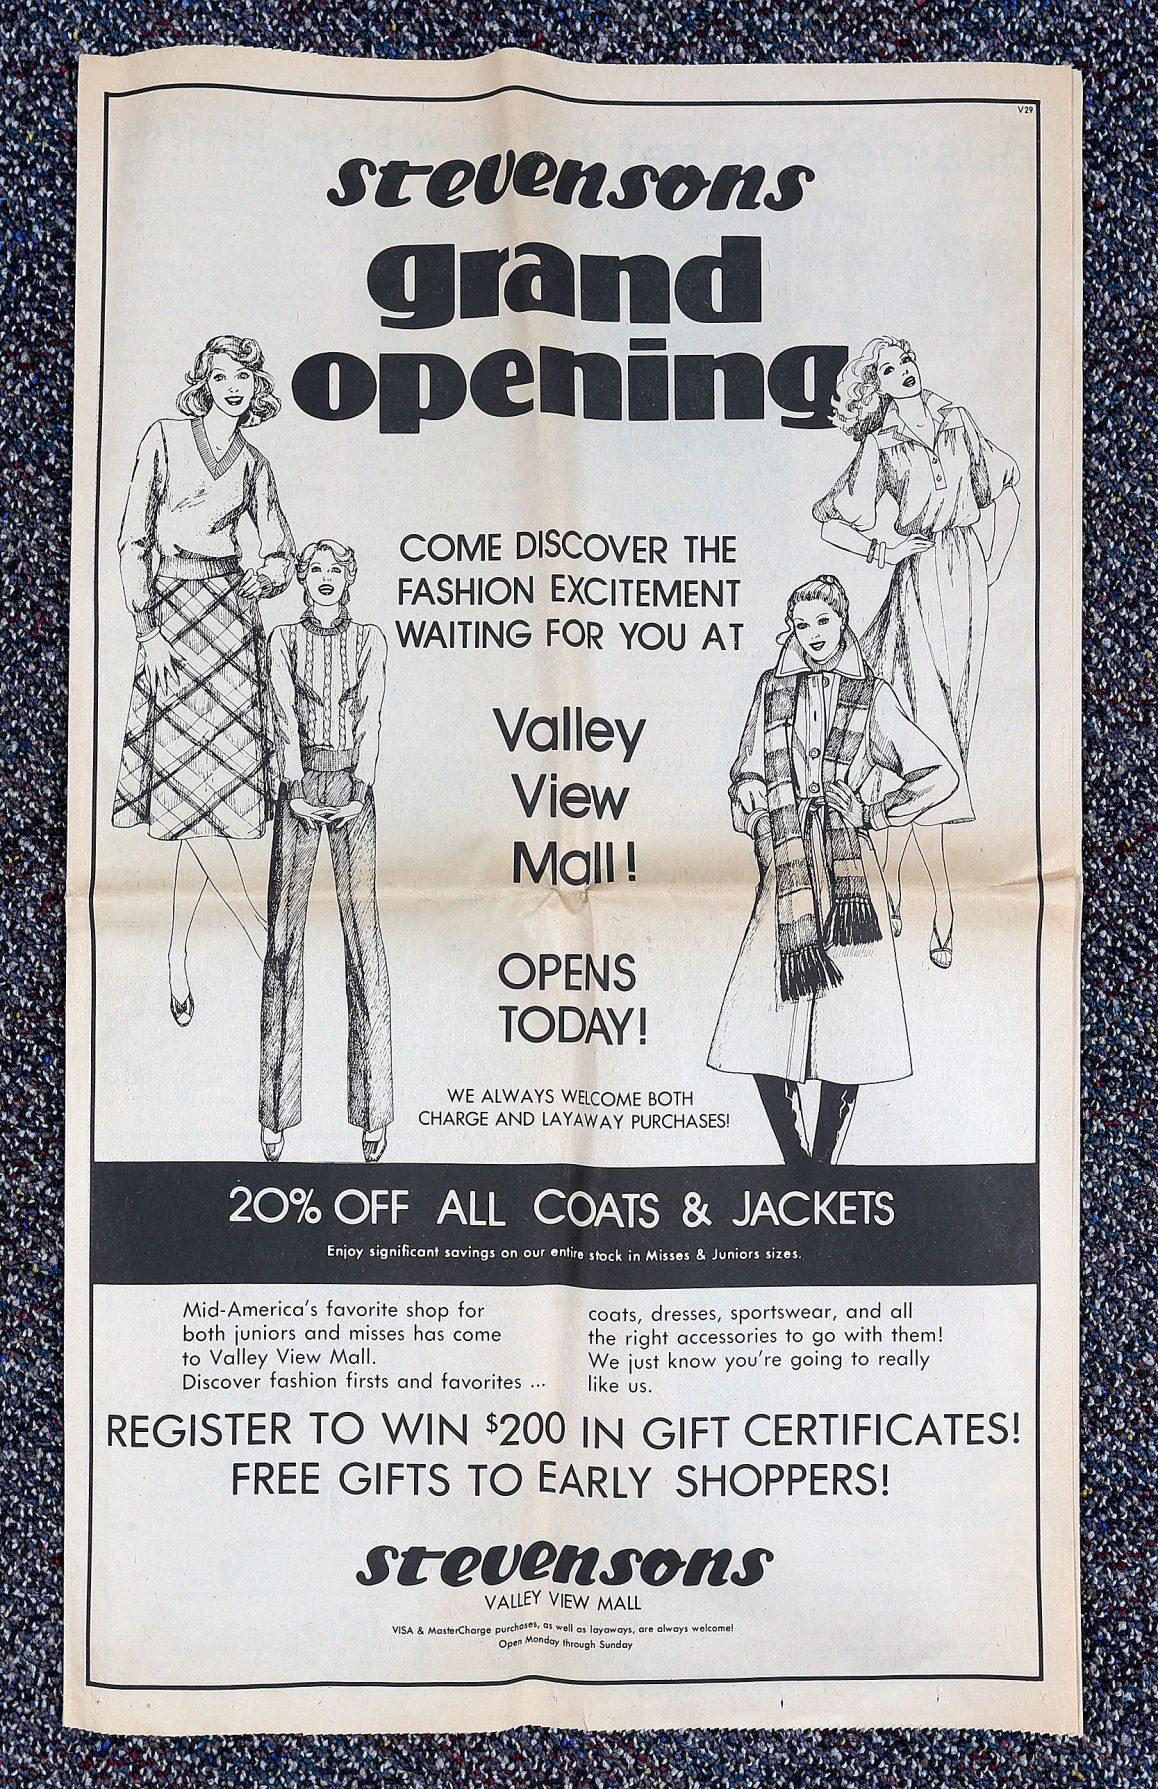 V29
stevensons
grand
opening
COME DISCOVER THE
FASHION EXCITEMENT
WAITING FOR YOU AT
Valley
View
Mall!
OPENS
TODAY!
WE ALWAYS WELCOME BOTH
CHARGE AND LAYAWAY PURCHASES!
20% OFF ALL COATS & JACKETS
Enjoy significant savings on our entire stock in Misses & Juniors sizes.
Mid-America's favorite shop for
both juniors and misses has come
to Valley View Mall.
Discover fashion firsts and favorites ...
coats, dresses, sportswear, and all
the right accessories to go with them!
We just know you're going to really
like us.
REGISTER TO WIN $200 IN GIFT CERTIFICATES!
FREE GIFTS TO EARLY SHOPPERS!
stevensons
VALLEY VIEW MALL
VISA & MasterCharge purchases, as well as layaways, are always welcome!
Open Monday through Sunday